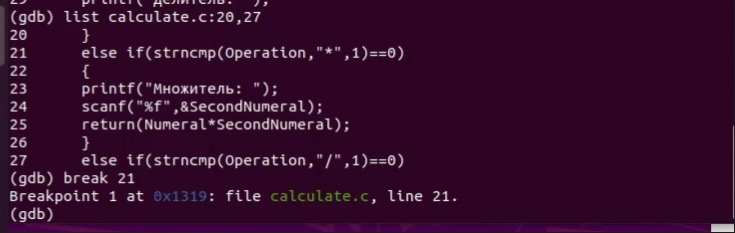 29 printf("Делитель: ");
(gdb) list calculate.c:20,27
20 }
21 else if(strncmp(Operation,"*",1)==0)
22 {
23 printf("Множитель: ");
24 scanf("%f",&SecondNumeral);
25 return(Numeral*SecondNumeral);
26 }
27 else if(strncmp(Operation,"/",1)==0)
(gdb) break 21
Breakpoint 1 at 0x1319: file calculate.c, line 21.
(gdb)